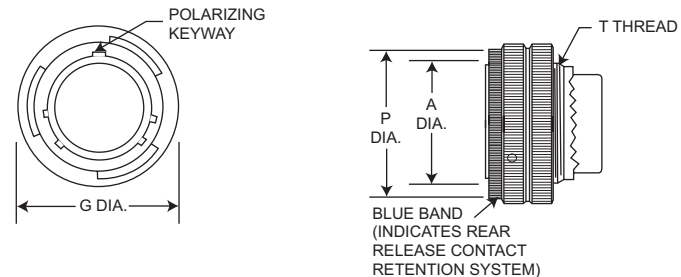 POLARIZING
KEYWAY
G DIA.
T THREAD
P
DIA.
A
DIA.
BLUE BAND
(INDICATES REAR
RELEASE CONTACT
RETENTION SYSTEM)